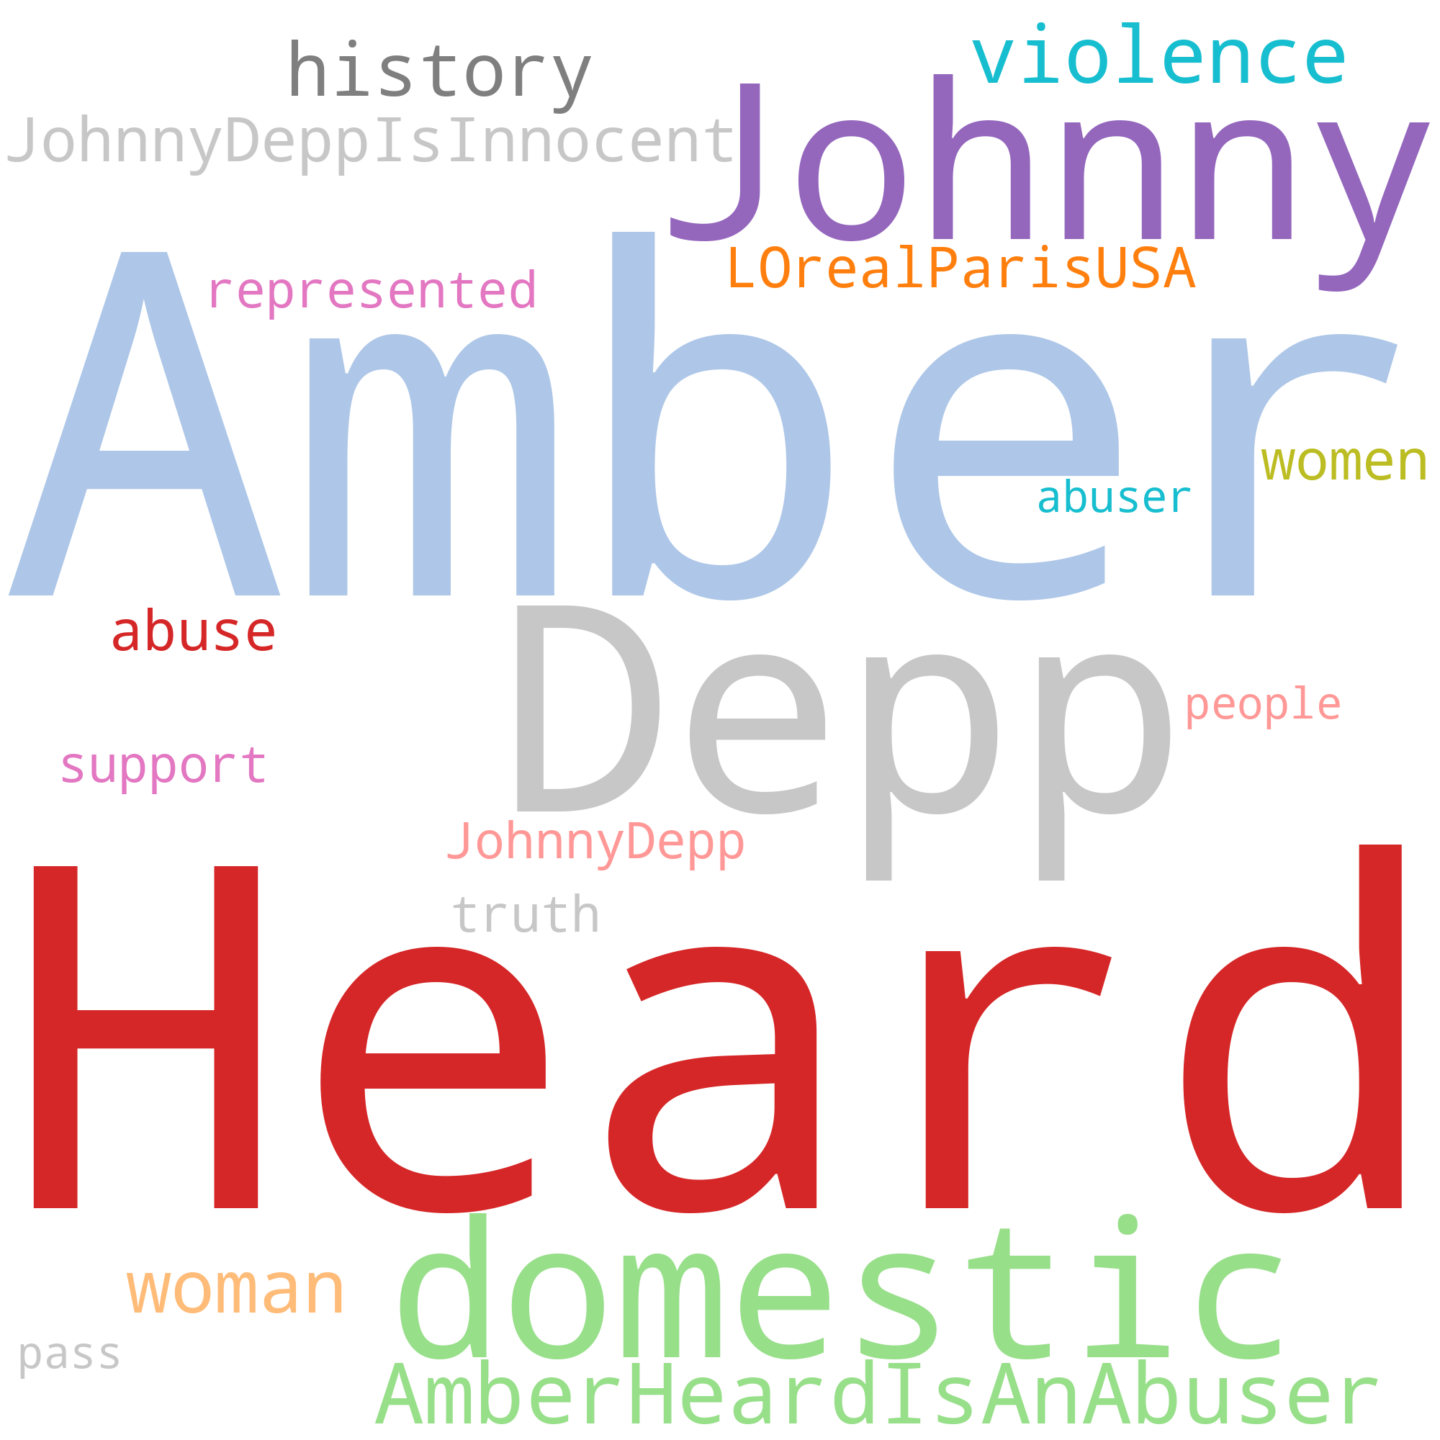 violence
history
Johnny
JohnnyDeppIsInnocent
LOrealParisUSA
represented
Amber
women
abuser
abuse
Depp
people
support
JohnnyDepp
truth
Heard
domestic
woman
pass
AmberHeardIsAnAbuser